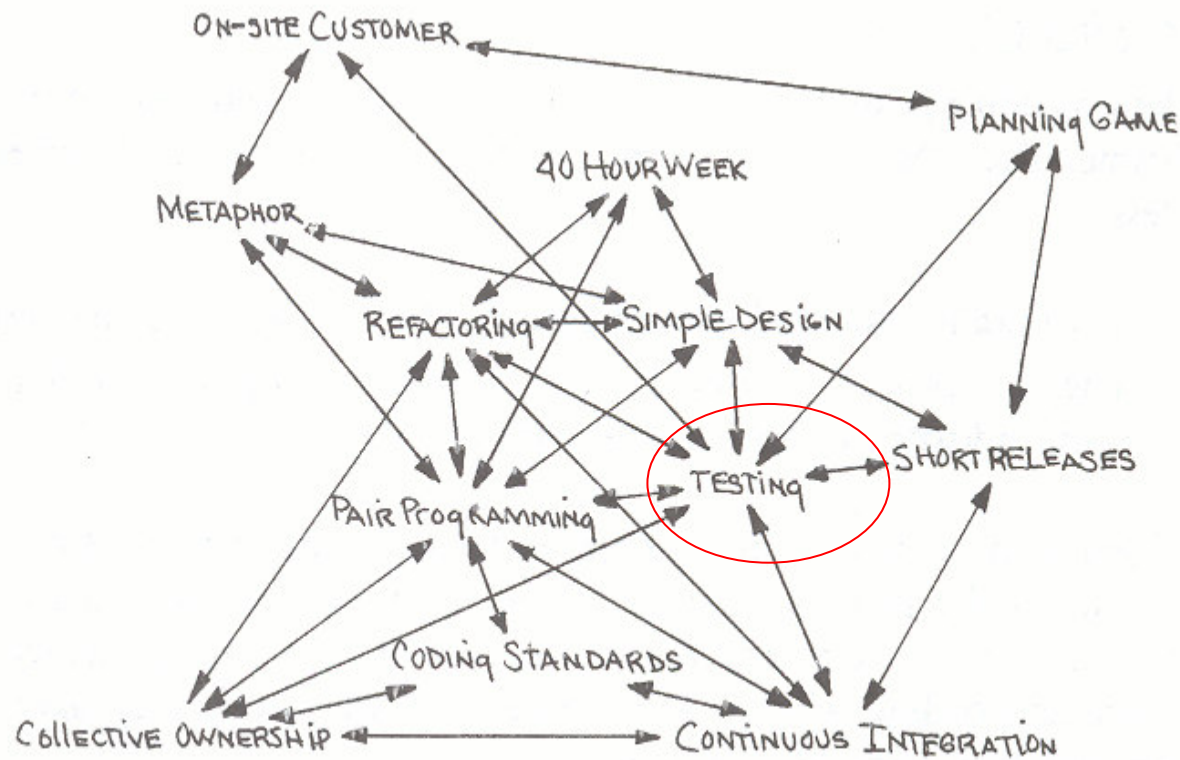 ON-SITE CUSTOMER
PLANNING GAME
40 HOUR WEEK
METAPHOR
REFACTORING
SIMPLE DESIGN
SHORT RELEASES
TESTING
PAIR PROGRAMMING
CODING STANDARDS
COLLECTIVE OWNERSHIP
CONTINUOUS INTEGRATION